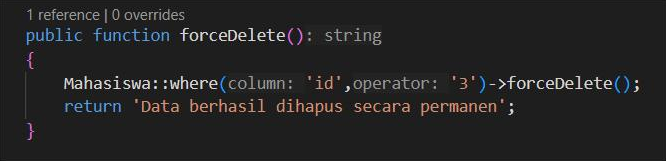 1 reference | 0 overrides
public function forceDelete(): string
{
Mahasiswa::where(column: 'id',operator: '3')->forceDelete();
return 'Data berhasil dihapus secara permanen';
}